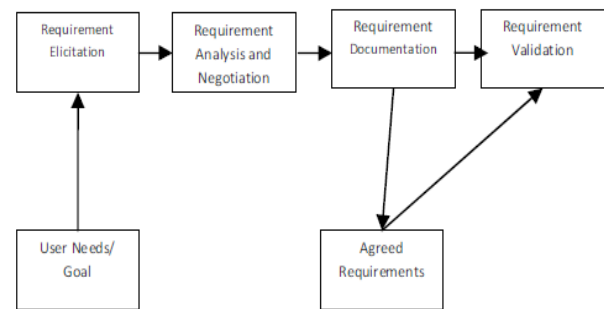 Requirement
Elicitation
Requirement
Analysis and
Negotiation
Requirement
Documentation
Requirement
Validation
User Needs/
Goal
Agreed
Requirements